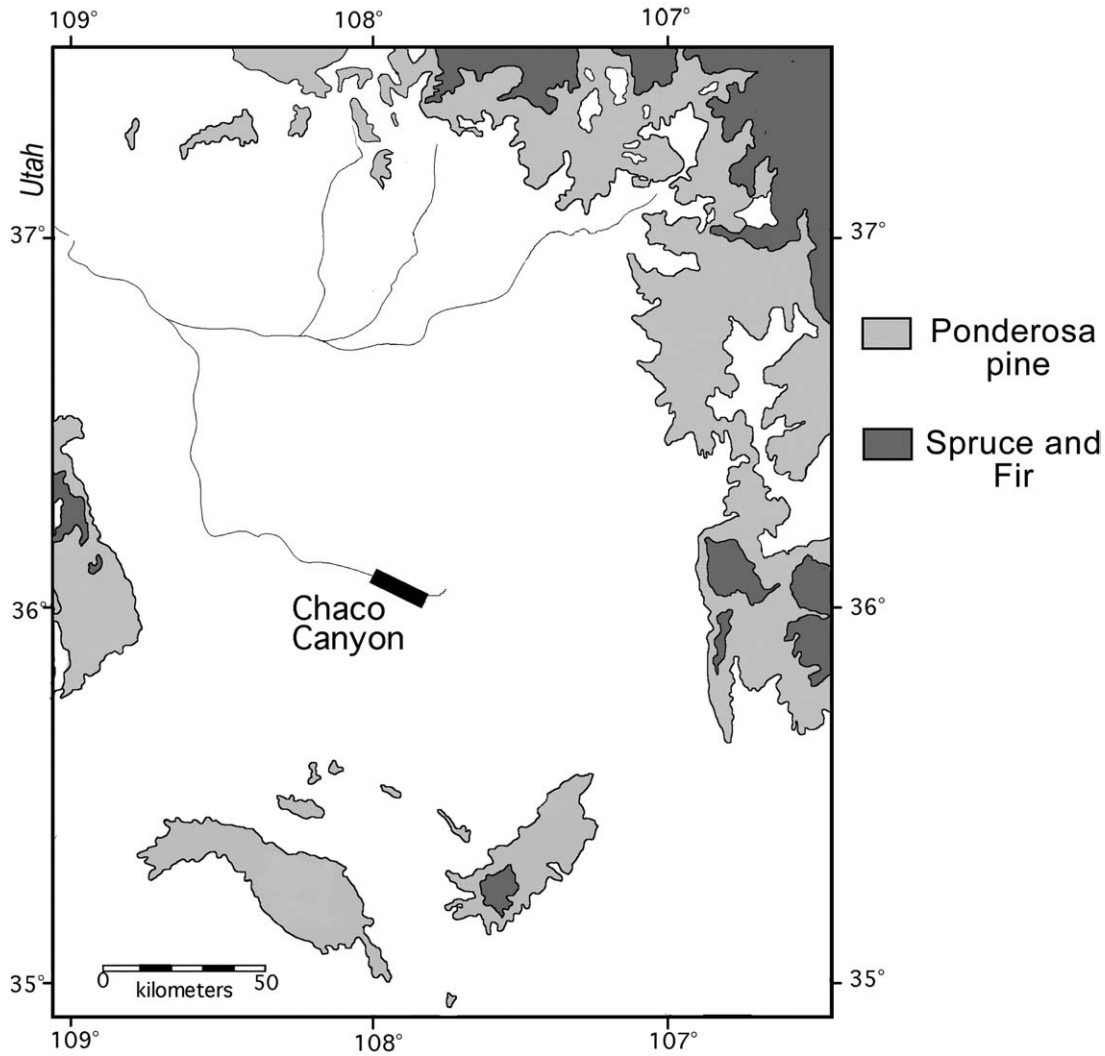 109° 108° 107°
Utah
37° 37°
Ponderosa
pine
Spruce and
Fir
36° 36°
Chaco
Canyon
35° 35°
0 50
kilometers
109° 108° 107°